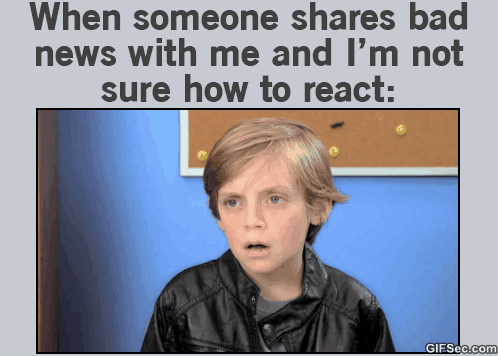 When someone shares bad
news with me and I'm not
sure how to react:
GIFSec.com